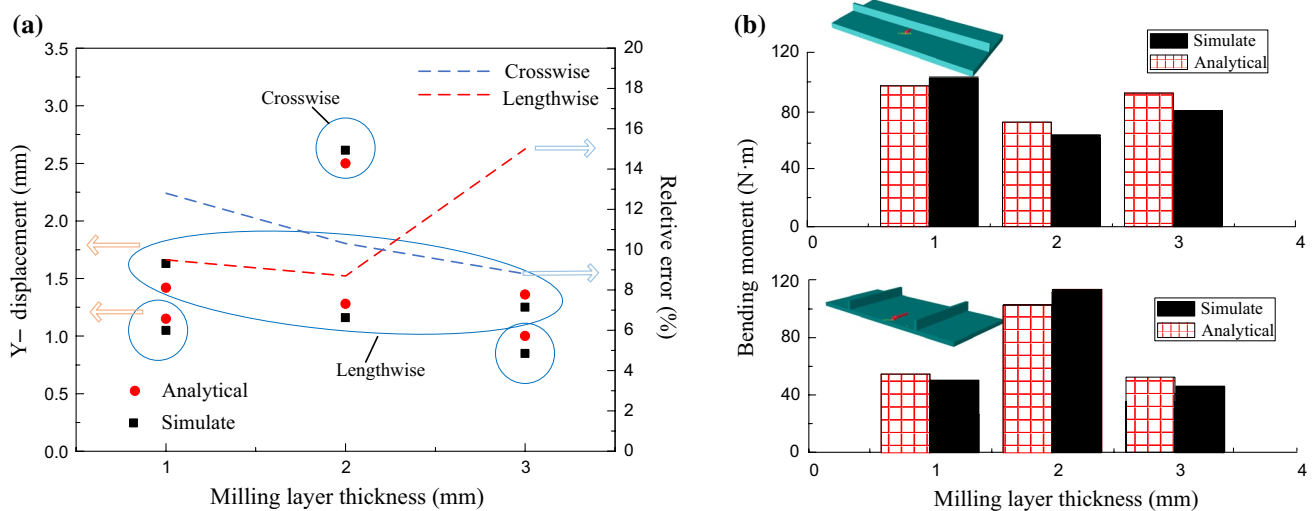 (a)
3.5
3.0
2.5
2.0
1.5
1.0
0.5
0.0
Y− displacement (mm)
20
18
16
14
12
10
8
6
4
2
0
Reletive error (%)
Crosswise
Lengthwise
Crosswise
Lengthwise
Analytical
Simulate
1
2
3
Milling layer thickness (mm)
(b)
Bending moment (N·m)
120
80
40
0
Simulate
Analytical
0
1
2
3
4
120
80
40
0
Simulate
Analytical
0
1
2
3
4
Milling layer thickness (mm)